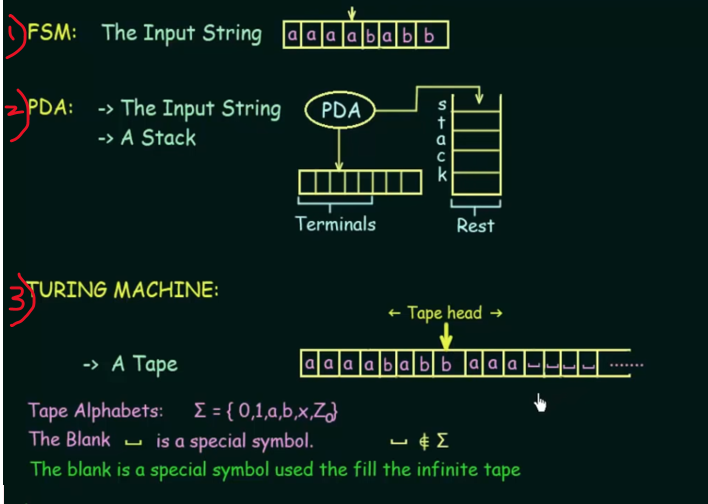 1) FSM: The Input String a a a a b a b b
2) PDA: -> The Input String
-> A Stack
PDA
stack
Terminals
Rest
3) TURING MACHINE:
← Tape head →
-> A Tape a a a a b a b b a a a ⎵ ⎵ ⎵ ⎵ .......
Tape Alphabets: Σ = { 0,1,a,b,x,Z₀}
The Blank ⎵ is a special symbol. ⎵ ∉ Σ
The blank is a special symbol used the fill the infinite tape